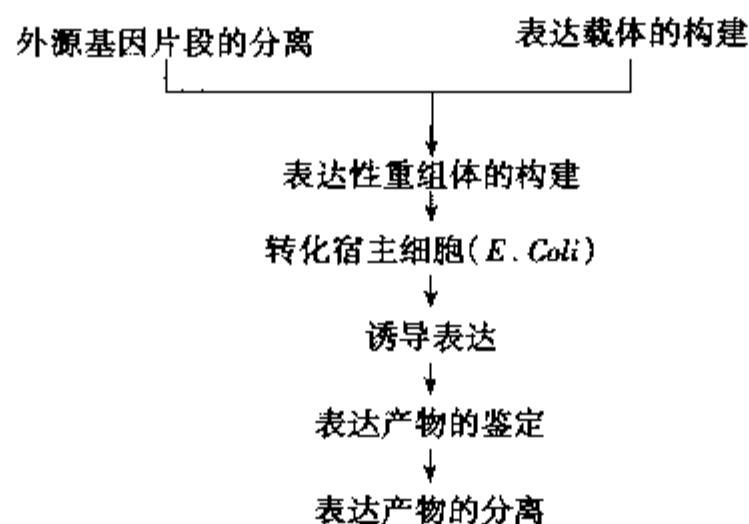 外源基因片段的分离
表达载体的构建
表达性重组体的构建
转化宿主细胞(E.Coli)
诱导表达
表达产物的鉴定
表达产物的分离